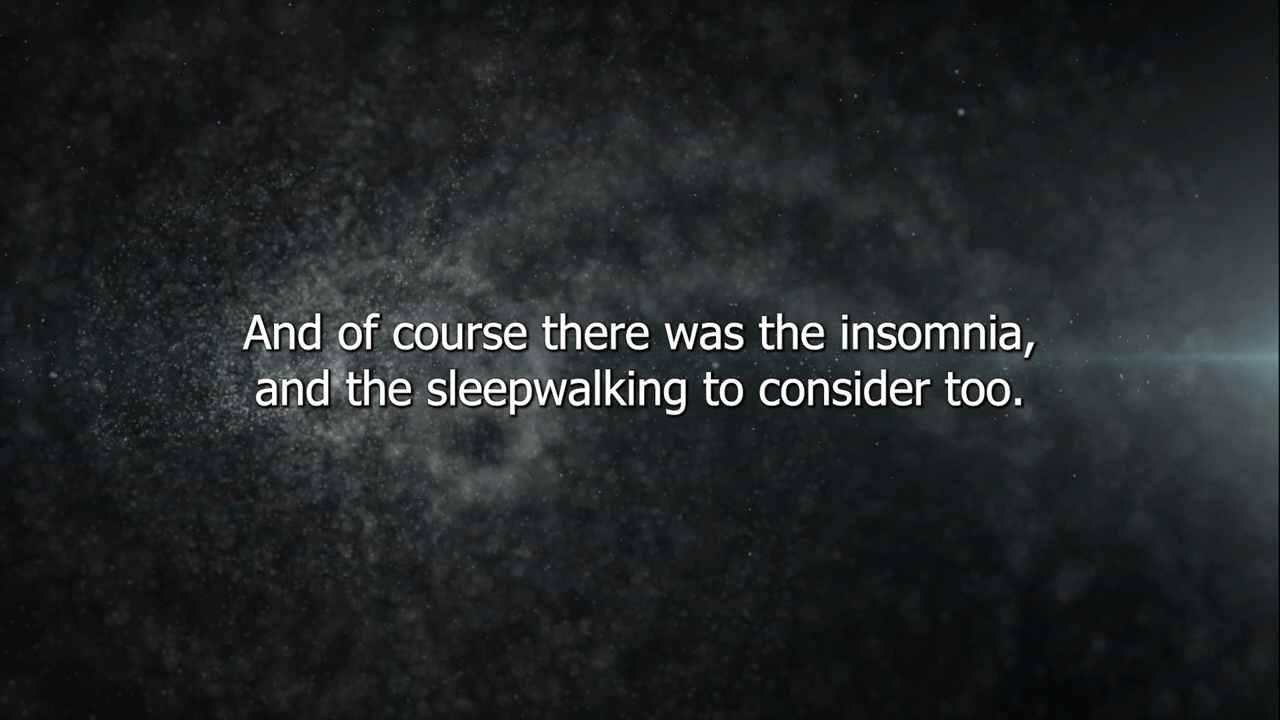 And of course there was the insomnia,
and the sleepwalking to consider too.